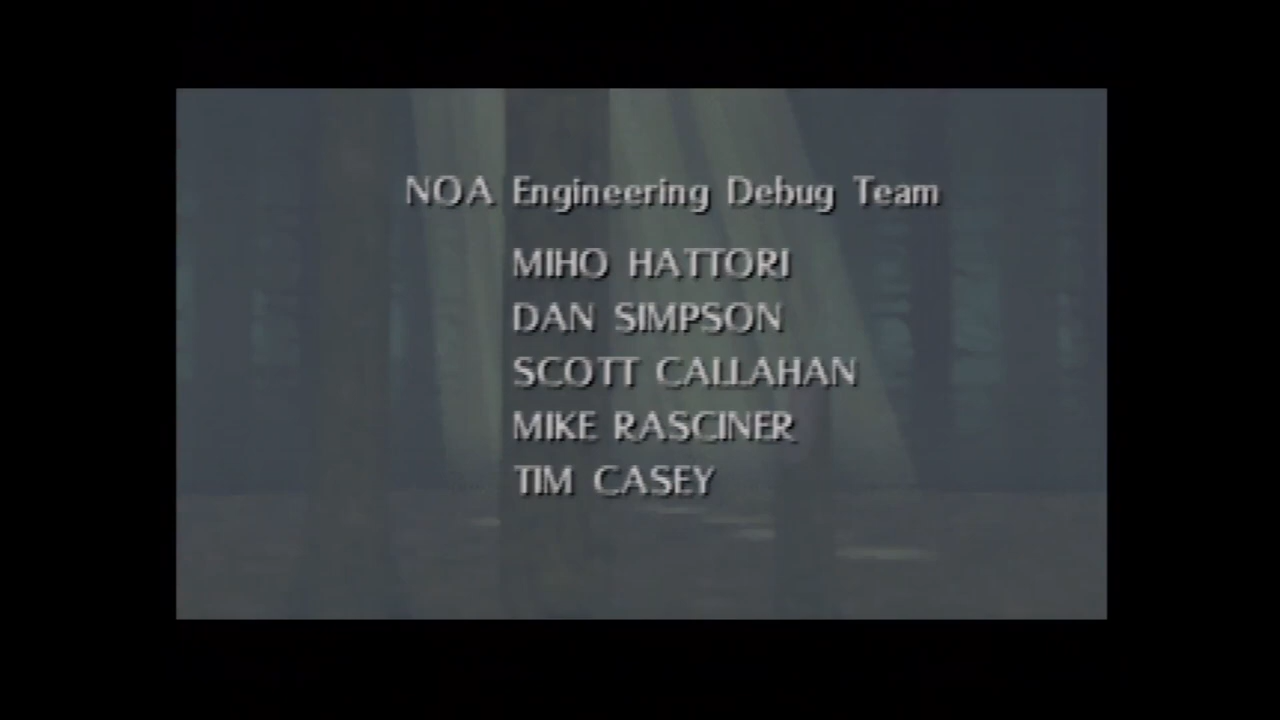 NOA Engineering Debug Team
MIHO HATTORI
DAN SIMPSON
SCOTT CALLAHAN
MIKE RASCINER
TIM CASEY